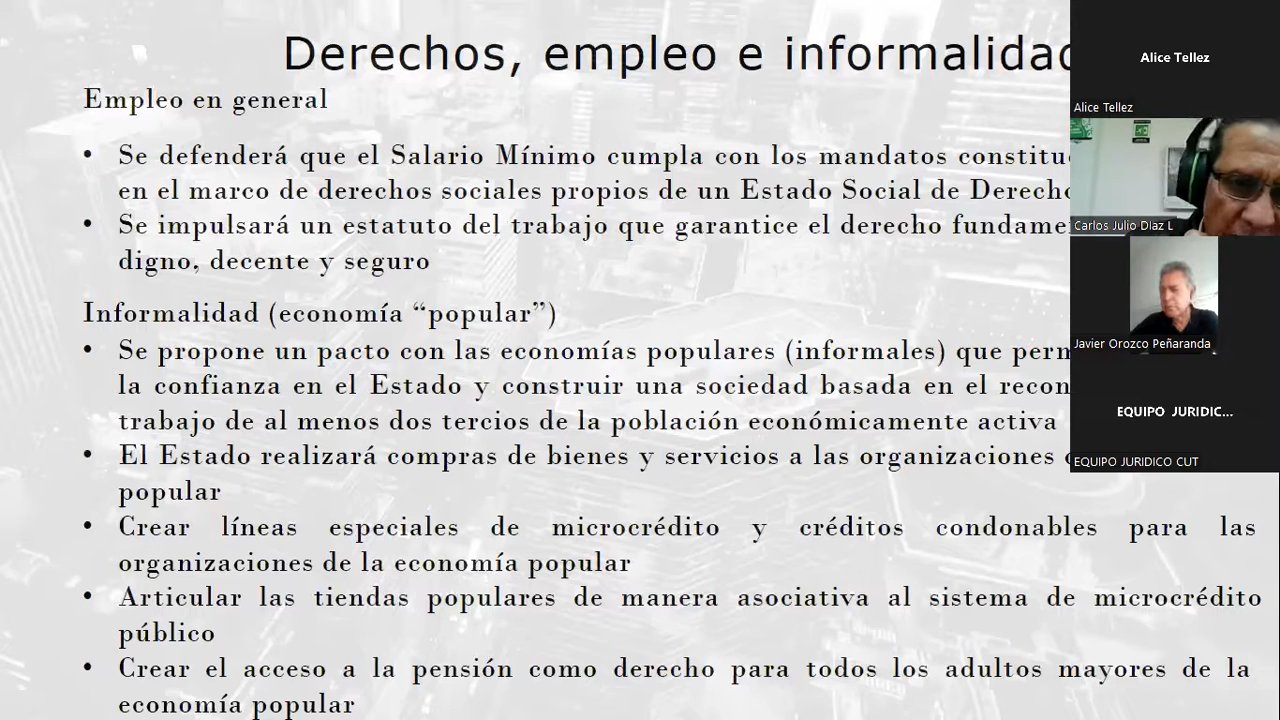 Derechos, empleo e informalidad
Empleo en general
• Se defenderá que el Salario Mínimo cumpla con los mandatos
en el marco de derechos sociales propios de un Estado Social de Derecho
• Se impulsará un estatuto del trabajo que garantice el derecho
digno, decente y seguro
Informalidad (economía “popular”)
• Se propone un pacto con las economías populares (informales) que
la confianza en el Estado y construir una sociedad basada en el
trabajo de al menos dos tercios de la población económicamente activa
• El Estado realizará compras de bienes y servicios a las organizaciones
popular
• Crear líneas especiales de microcrédito y créditos condonables para las
organizaciones de la economía popular
• Articular las tiendas populares de manera asociativa al sistema de microcrédito
público
• Crear el acceso a la pensión como derecho para todos los adultos mayores de la
economía popular
Alice Tellez
Alice Tellez
Carlos Julio Diaz L
Javier Orozco Peñaranda
EQUIPO JURIDIC...
EQUIPO JURIDICO CUT